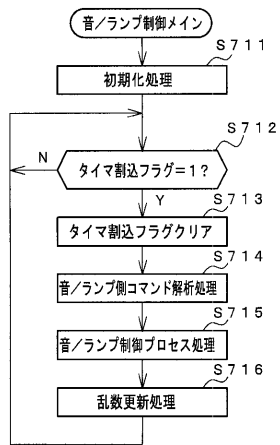 音／ランプ制御メイン
S711
初期化処理
S712
タイマ割込フラグ＝1？
N
Y
S713
タイマ割込フラグクリア
S714
音／ランプ側コマンド解析処理
S715
音／ランプ制御プロセス処理
S716
乱数更新処理